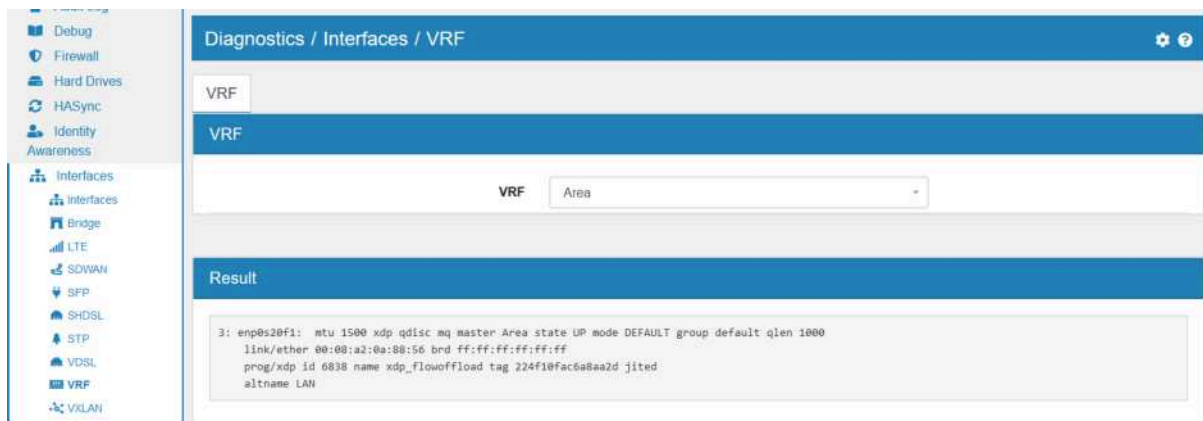 Debug
Firewall
Hard Drives
HASync
Identity
Awareness
Interfaces
Interfaces
Bridge
LTE
SDWAN
SFP
SHDSL
STP
VDSL
VRF
VXLAN
Diagnostics / Interfaces / VRF
VRF
VRF
VRF Area
Result
3: enp0s20f1: mtu 1500 xdp qdisc mq master Area state UP mode DEFAULT group default qlen 1000
link/ether 00:08:a2:0a:88:56 brd ff:ff:ff:ff:ff:ff
prog/xdp id 6838 name xdp_flowoffload tag 224f10fac6a8aa2d jited
altname LAN